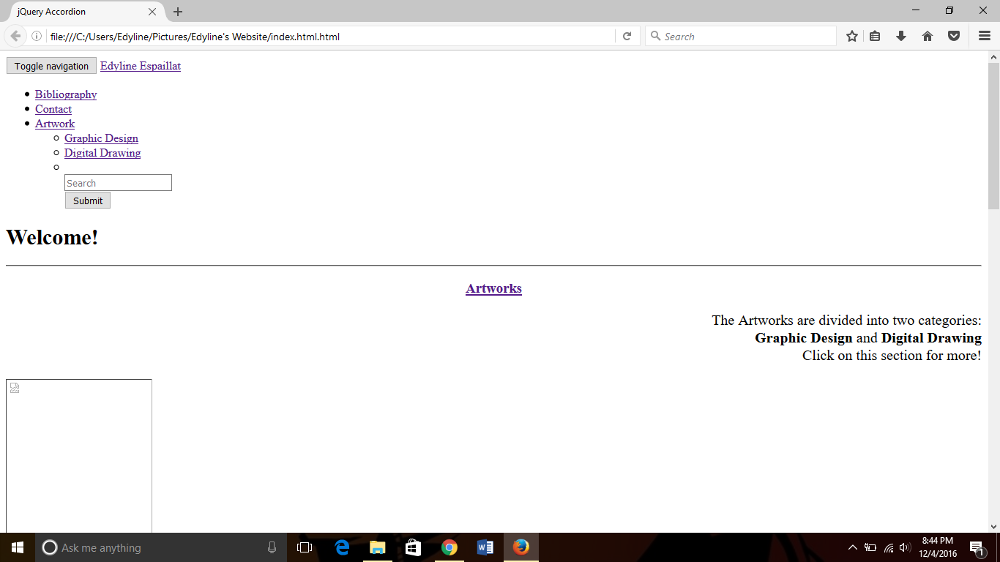 jQuery Accordion
file:///C:/Users/Edyline/Pictures/Edyline's Website/index.html.html
Search
Toggle navigation Edyline Espaillat
Bibliography
Contact
Artwork
Graphic Design
Digital Drawing
Search
Submit
Welcome!
Artworks
The Artworks are divided into two categories:
Graphic Design and Digital Drawing
Click on this section for more!
Ask me anything
8:44 PM
12/4/2016
1